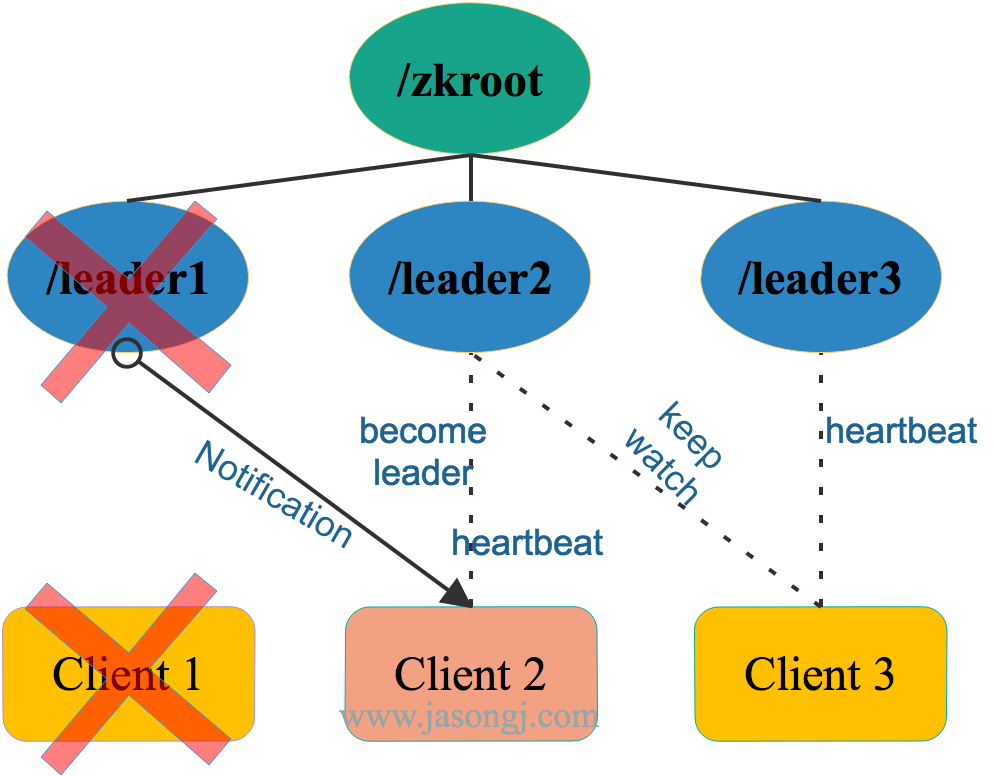 /zkroot
/leader1
/leader2
/leader3
become
leader
keep
watch
heartbeat
Notification
heartbeat
Client 1
Client 2
Client 3
www.jasongj.com